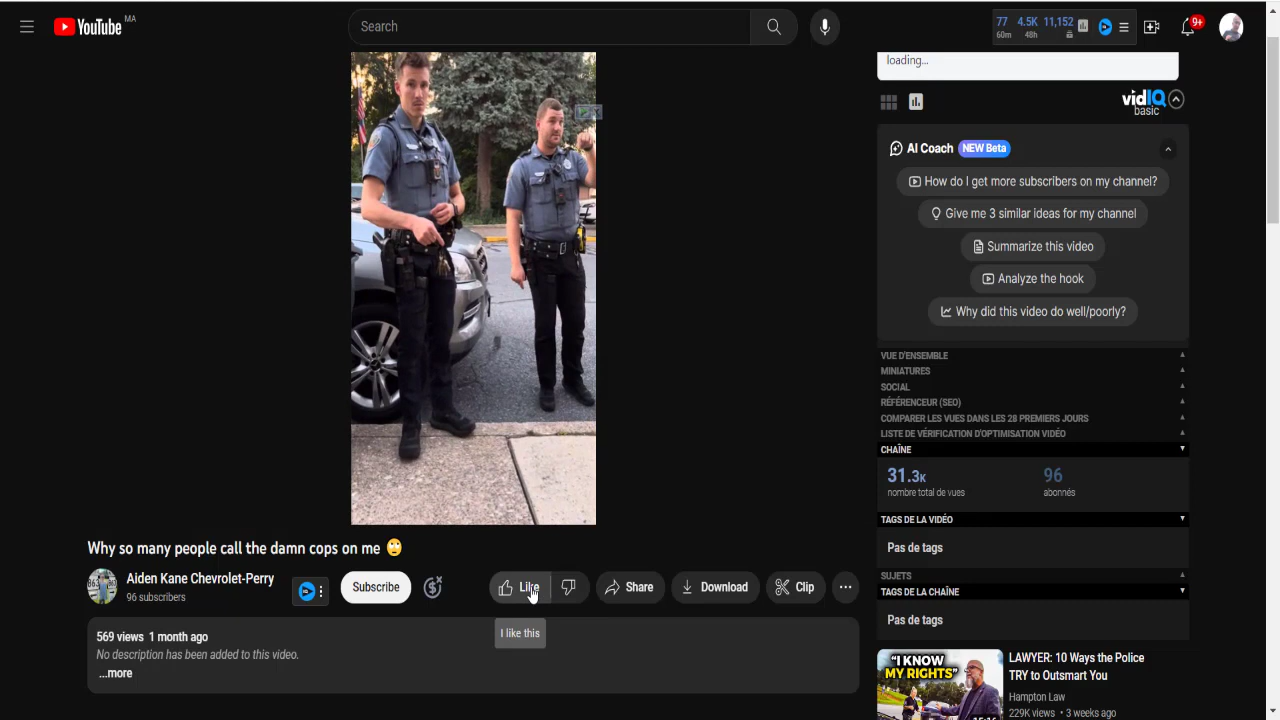 YouTube MA
Search
77 4.5K 11,152
60m 48h
9+
loading...
vidIQ
basic
AI Coach NEW Beta
How do I get more subscribers on my channel?
Give me 3 similar ideas for my channel
Summarize this video
Analyze the hook
Why did this video do well/poorly?
VUE D'ENSEMBLE
MINIATURES
SOCIAL
RÉFÉRENCEUR (SEO)
COMPARER LES VUES DANS LES 28 PREMIERS JOURS
LISTE DE VÉRIFICATION D'OPTIMISATION VIDÉO
CHAÎNE
31.3K 96
nombre total de vues abonnés
TAGS DE LA VIDÉO
Pas de tags
SUJETS
TAGS DE LA CHAÎNE
Pas de tags
Why so many people call the damn cops on me 🙄
Aiden Kane Chevrolet-Perry
96 subscribers
Subscribe
Like
Share
Download
Clip
I like this
569 views 1 month ago
No description has been added to this video.
...more
"I KNOW
MY RIGHTS"
LAWYER: 10 Ways the Police
TRY to Outsmart You
Hampton Law
229K views • 3 weeks ago